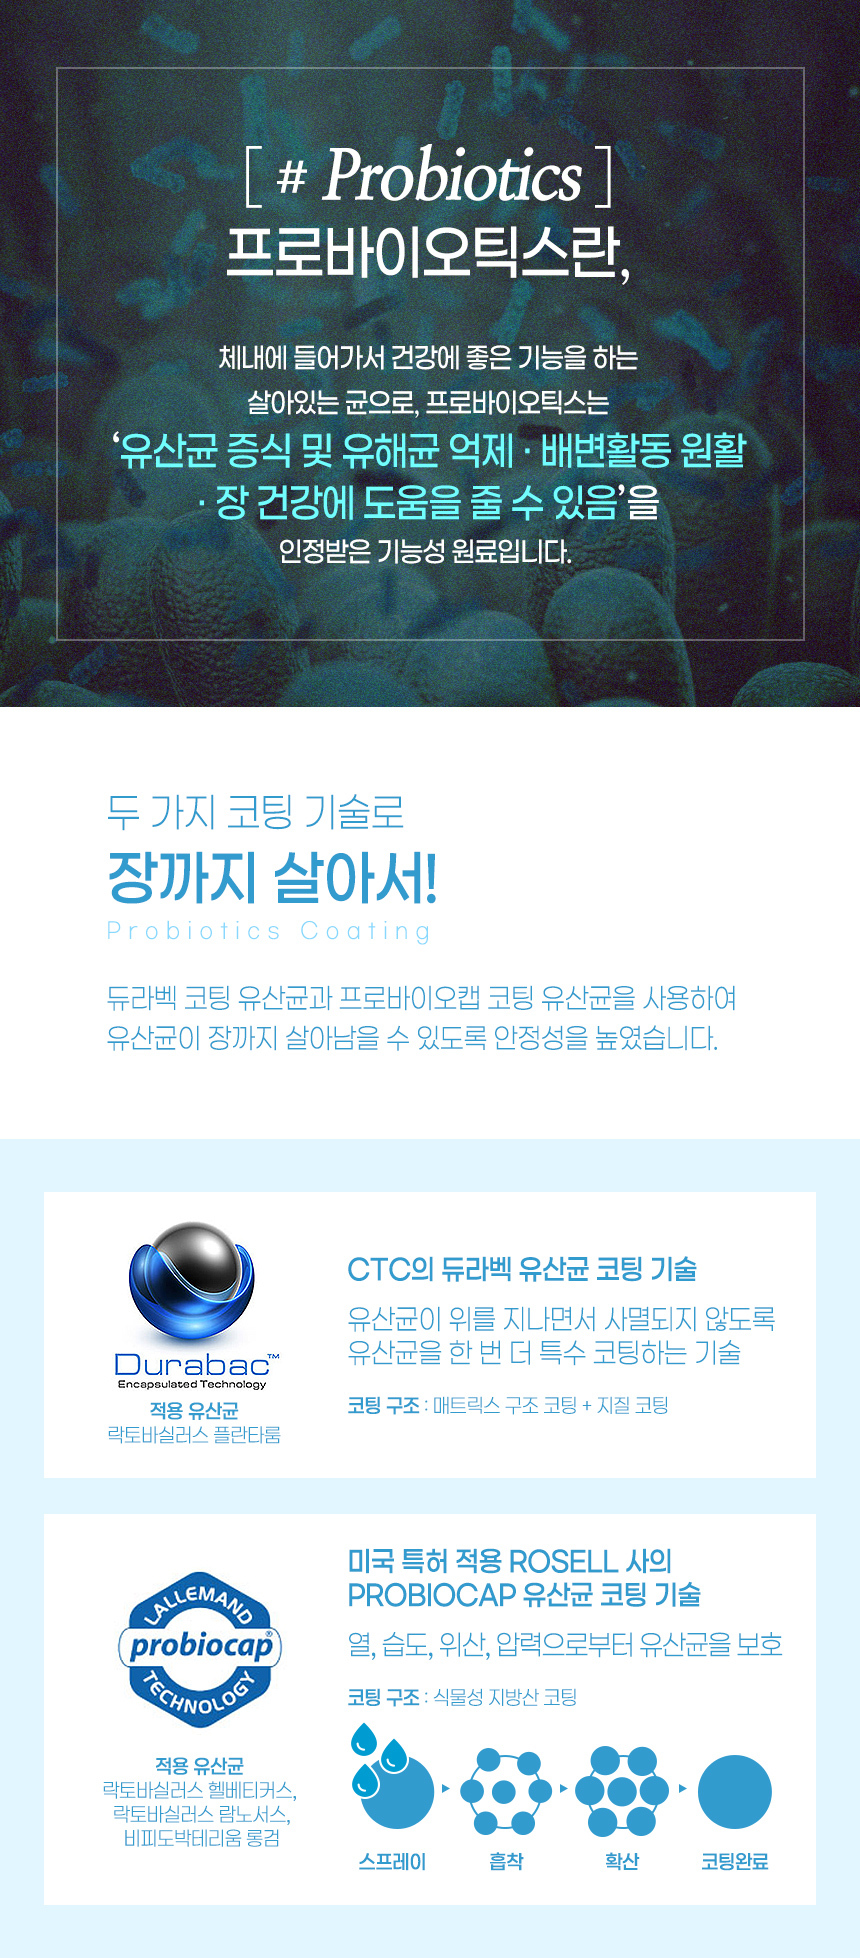 [ # Probiotics ]
프로바이오틱스란,
체내에 들어가서 건강에 좋은 기능을 하는
살아있는 균으로, 프로바이오틱스는
‘유산균 증식 및 유해균 억제 · 배변활동 원활
· 장 건강에 도움을 줄 수 있음’을
인정받은 기능성 원료입니다.
두 가지 코팅 기술로
장까지 살아서!
Probiotics Coating
듀라벡 코팅 유산균과 프로바이오캡 코팅 유산균을 사용하여
유산균이 장까지 살아남을 수 있도록 안정성을 높였습니다.
Durabac™
Encapsulated Technology
적용 유산균
락토바실러스 플란타룸
CTC의 듀라벡 유산균 코팅 기술
유산균이 위를 지나면서 사멸되지 않도록
유산균을 한 번 더 특수 코팅하는 기술
코팅 구조 : 매트릭스 구조 코팅 + 지질 코팅
LALLEMAND
probiocap®
TECHNOLOGY
적용 유산균
락토바실러스 헬베티커스,
락토바실러스 람노서스,
비피도박테리움 롱검
미국 특허 적용 ROSELL 사의
PROBIOCAP 유산균 코팅 기술
열, 습도, 위산, 압력으로부터 유산균을 보호
코팅 구조 : 식물성 지방산 코팅
스프레이 흡착 확산 코팅완료